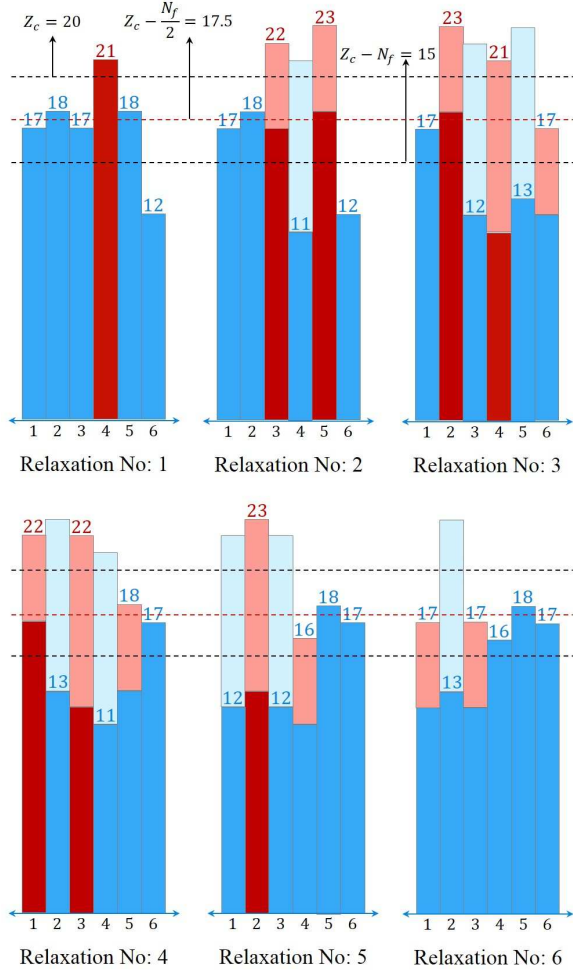 Z_c = 20
Z_c − N_f/2 = 17.5
Z_c − N_f = 15
17 18 17 21 18 12
1 2 3 4 5 6
Relaxation No: 1
17 18 22 11 23 12
1 2 3 4 5 6
Relaxation No: 2
17 23 12 21 13 17
1 2 3 4 5 6
Relaxation No: 3
22 13 22 11 18 17
1 2 3 4 5 6
Relaxation No: 4
12 23 12 16 18 17
1 2 3 4 5 6
Relaxation No: 5
17 13 17 16 18 17
1 2 3 4 5 6
Relaxation No: 6